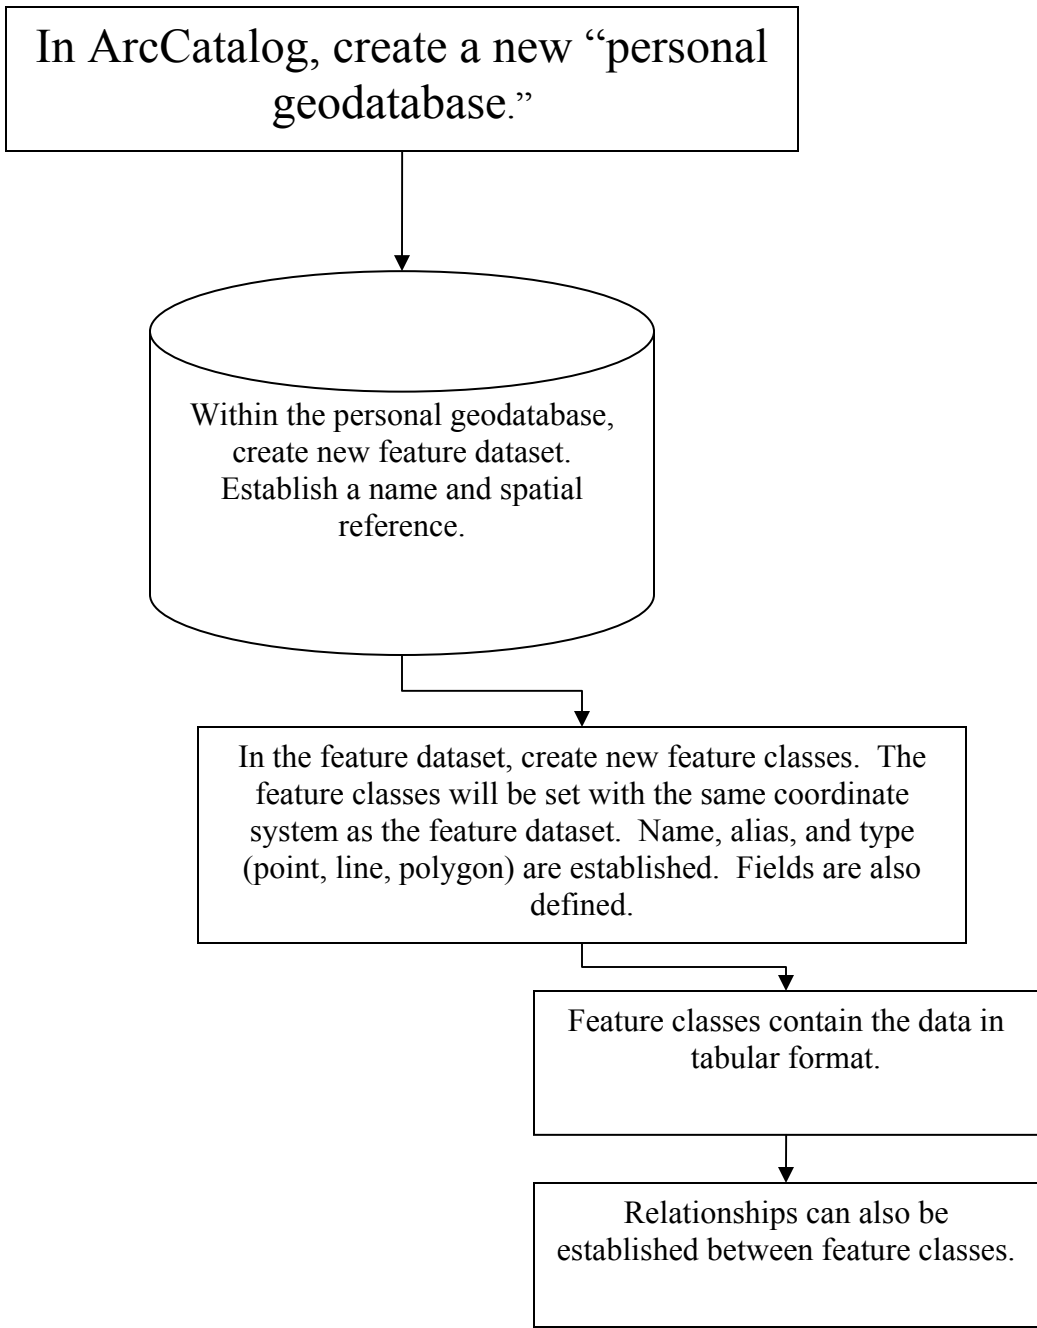 In ArcCatalog, create a new “personal
geodatabase.”
Within the personal geodatabase,
create new feature dataset.
Establish a name and spatial
reference.
In the feature dataset, create new feature classes.  The
feature classes will be set with the same coordinate
system as the feature dataset.  Name, alias, and type
(point, line, polygon) are established.  Fields are also
defined.
Feature classes contain the data in
tabular format.
Relationships can also be
established between feature classes.